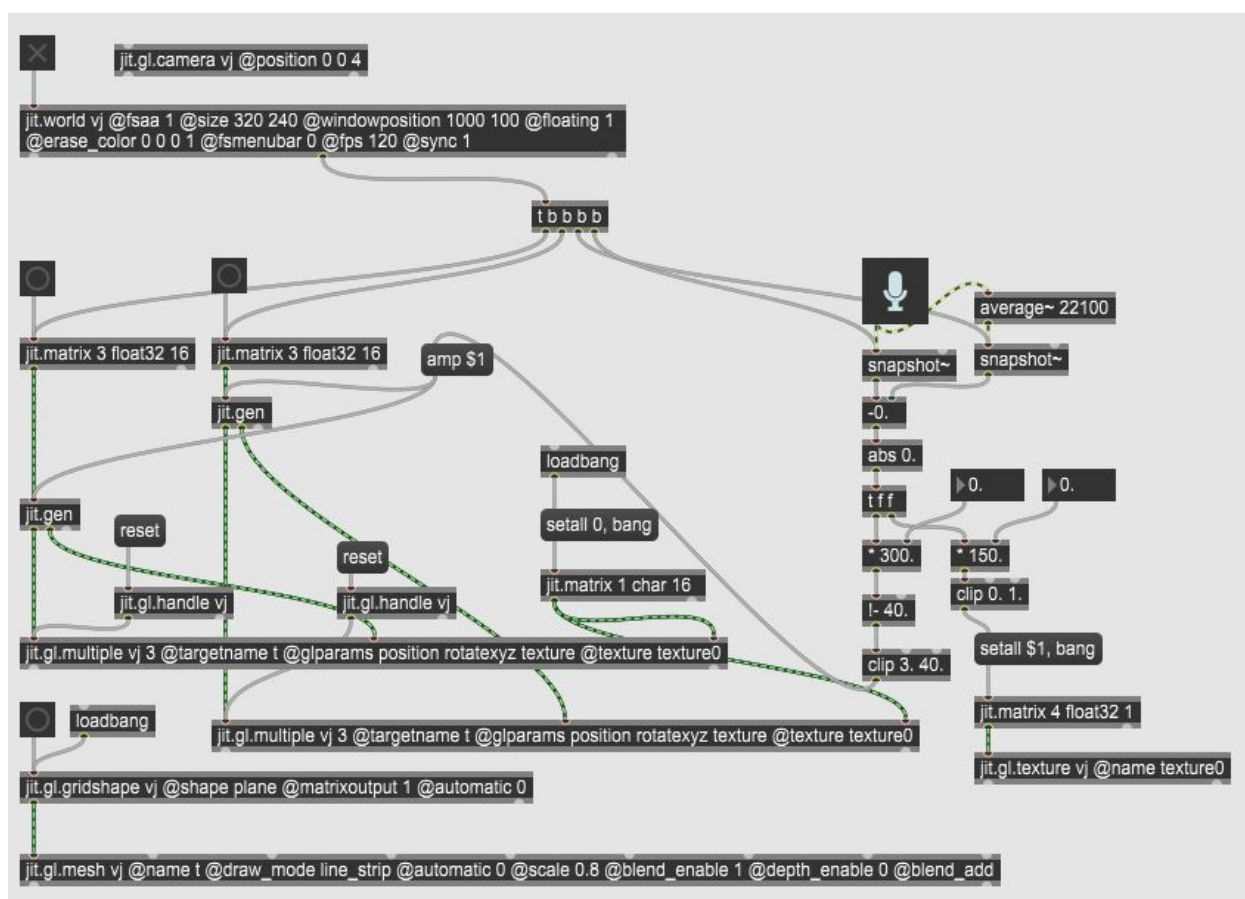 jit.gl.camera vj @position 0 0 4
jit.world vj @fsaa 1 @size 320 240 @windowposition 1000 100 @floating 1
@erase_color 0 0 0 1 @fsmenubar 0 @fps 120 @sync 1
t b b b b
average~ 22100
jit.matrix 3 float32 16
jit.matrix 3 float32 16
amp $1
snapshot~
snapshot~
jit.gen
-0.
loadbang
abs 0.
jit.gen
reset
setall 0, bang
t f f
0.
0.
reset
* 300.
* 150.
jit.gl.handle vj
jit.gl.handle vj
jit.matrix 1 char 16
!- 40.
clip 0. 1.
jit.gl.multiple vj 3 @targetname t @glparams position rotatexyz texture @texture texture0
clip 3. 40.
setall $1, bang
loadbang
jit.gl.multiple vj 3 @targetname t @glparams position rotatexyz texture @texture texture0
jit.matrix 4 float32 1
jit.gl.texture vj @name texture0
jit.gl.gridshape vj @shape plane @matrixoutput 1 @automatic 0
jit.gl.mesh vj @name t @draw_mode line_strip @automatic 0 @scale 0.8 @blend_enable 1 @depth_enable 0 @blend_add